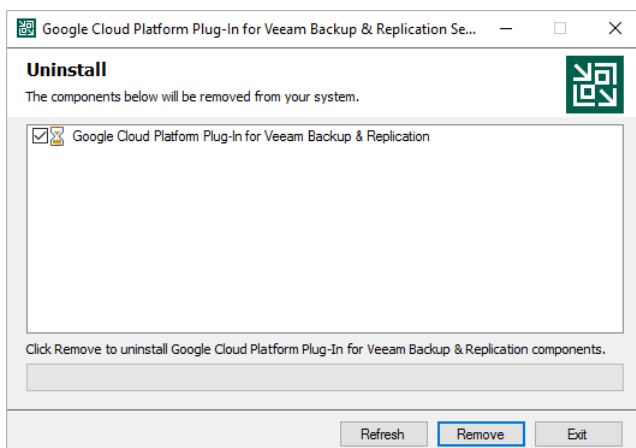 Google Cloud Platform Plug-In for Veeam Backup & Replication Se...
Uninstall
The components below will be removed from your system.
Google Cloud Platform Plug-In for Veeam Backup & Replication
Click Remove to uninstall Google Cloud Platform Plug-In for Veeam Backup & Replication components.
Refresh Remove Exit